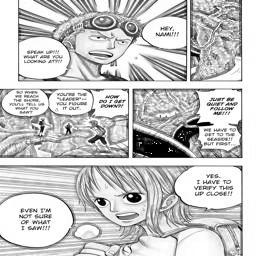 HEY,
NAMI!!!
SPEAK UP!!!
WHAT ARE YOU
LOOKING AT?!
JUST BE
QUIET AND
FOLLOW
ME!!!
WE HAVE TO
GET TO THE
SEASIDE!!
BUT FIRST...
HOW DO I
GET
DOWN?!
YOU'RE THE
"LEADER"—
YOU FIGURE
IT OUT.
SO WHEN
WE REACH
THE SHORE,
YOU'LL TELL US
WHAT YOU
SAW?
YES.
I HAVE TO
VERIFY THIS
UP CLOSE!!
EVEN I'M
NOT SURE
OF WHAT
I SAW!!!